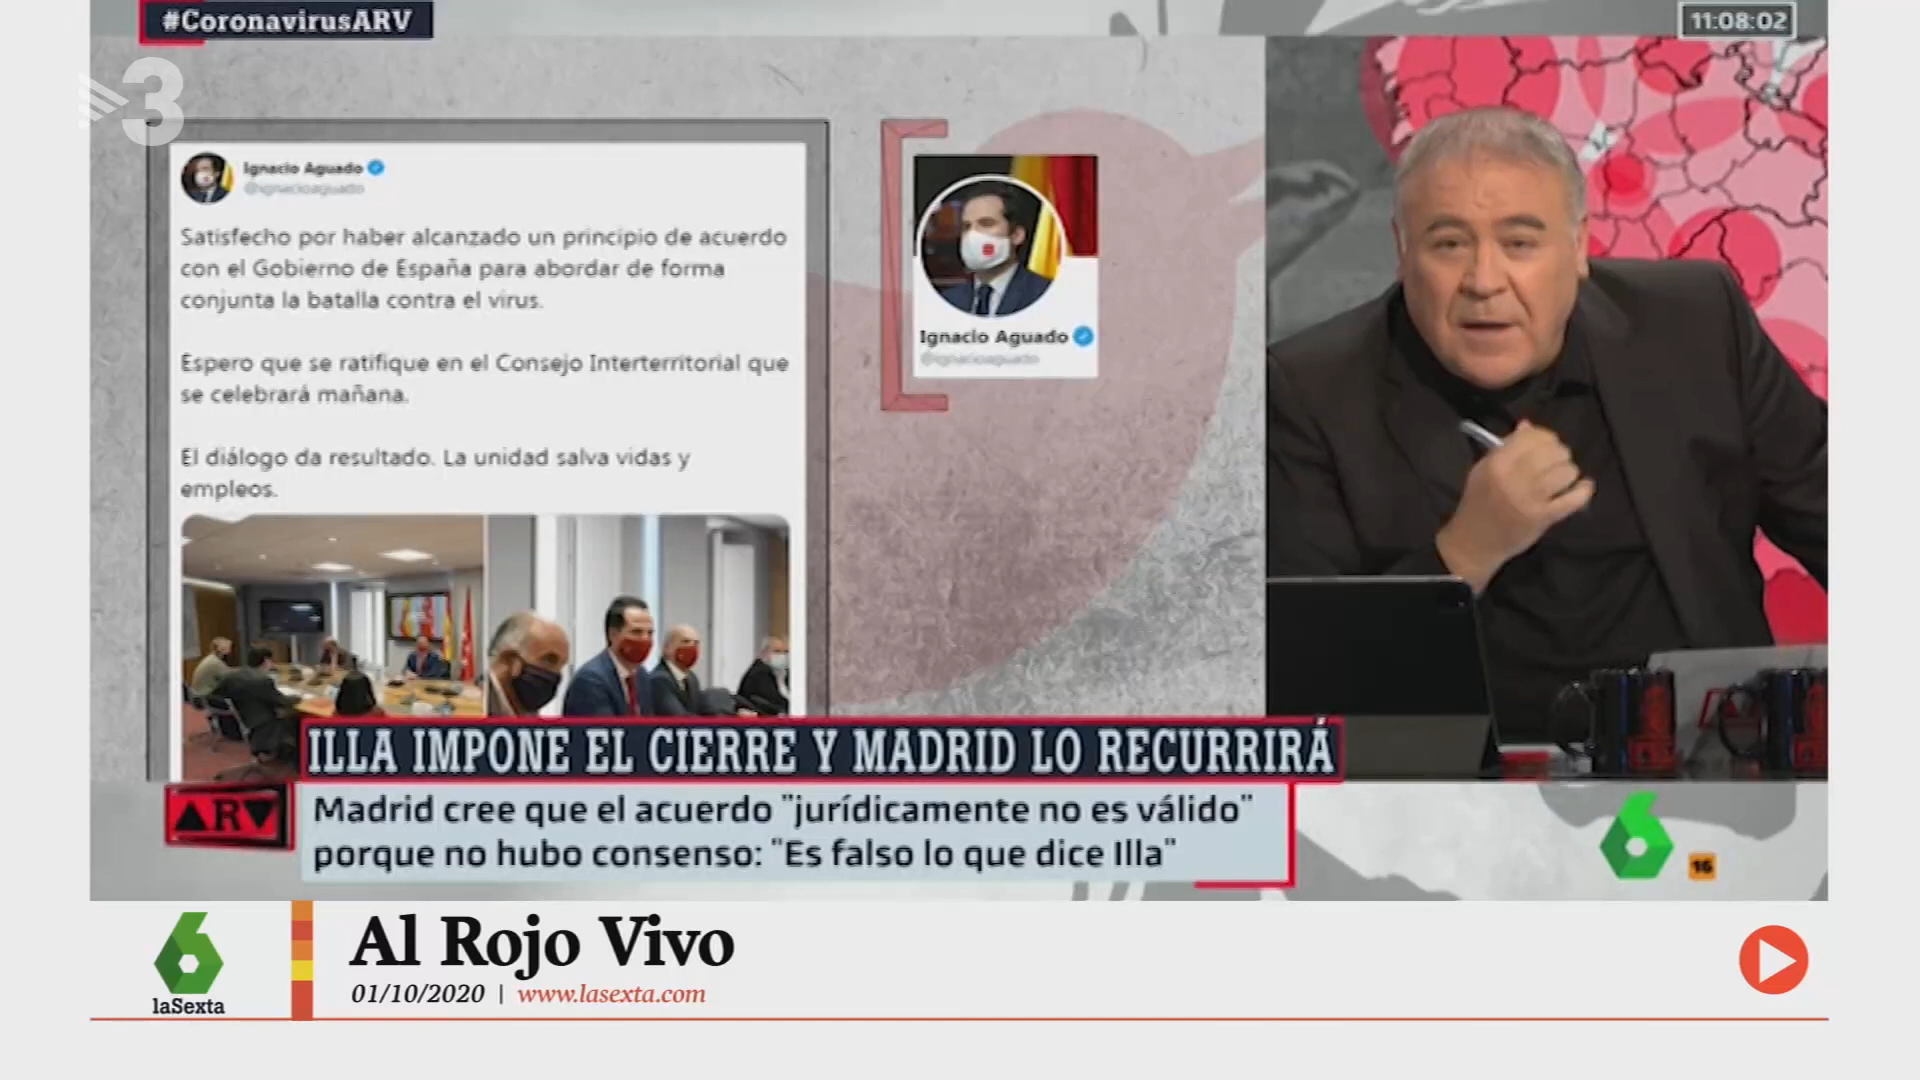 #CoronavirusARV
11:08:02
3
Ignacio Aguado
@ignacioaguado
Satisfecho por haber alcanzado un principio de acuerdo
con el Gobierno de España para abordar de forma
conjunta la batalla contra el virus.
Espero que se ratifique en el Consejo Interterritorial que
se celebrará mañana.
El diálogo da resultado. La unidad salva vidas y
empleos.
Ignacio Aguado
@ignacioaguado
ILLA IMPONE EL CIERRE Y MADRID LO RECURRIRÁ
ARV
Madrid cree que el acuerdo "jurídicamente no es válido"
porque no hubo consenso: "Es falso lo que dice Illa"
16
laSexta
Al Rojo Vivo
01/10/2020 | www.lasexta.com